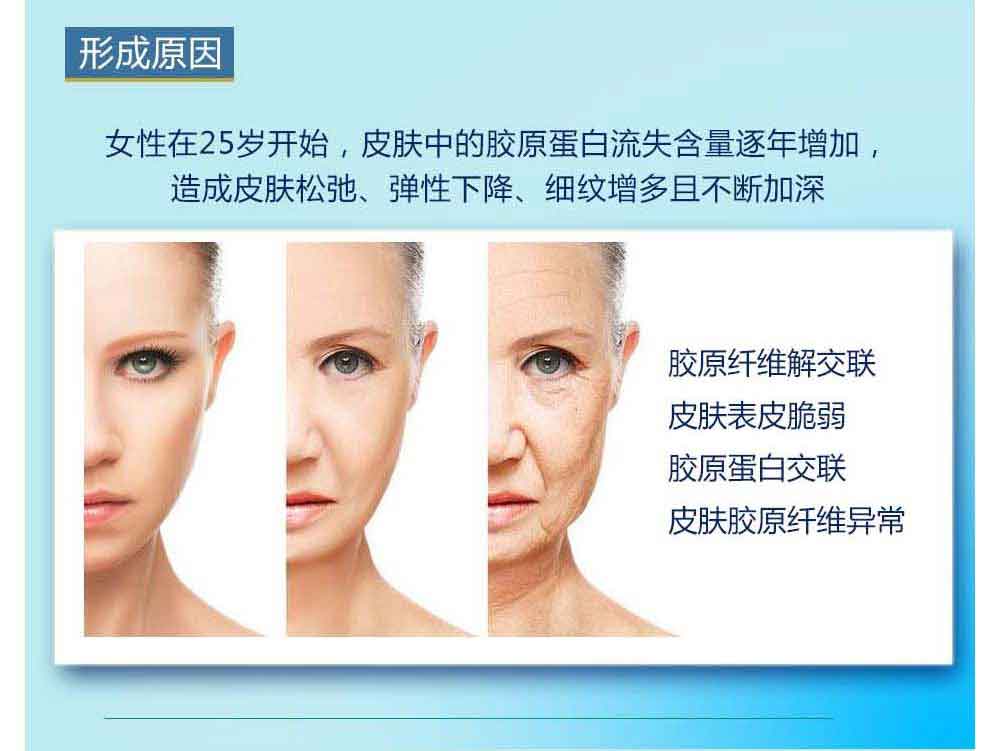 形成原因
女性在25岁开始，皮肤中的胶原蛋白流失含量逐年增加，
造成皮肤松弛、弹性下降、细纹增多且不断加深
胶原纤维解交联
皮肤表皮脆弱
胶原蛋白交联
皮肤胶原纤维异常